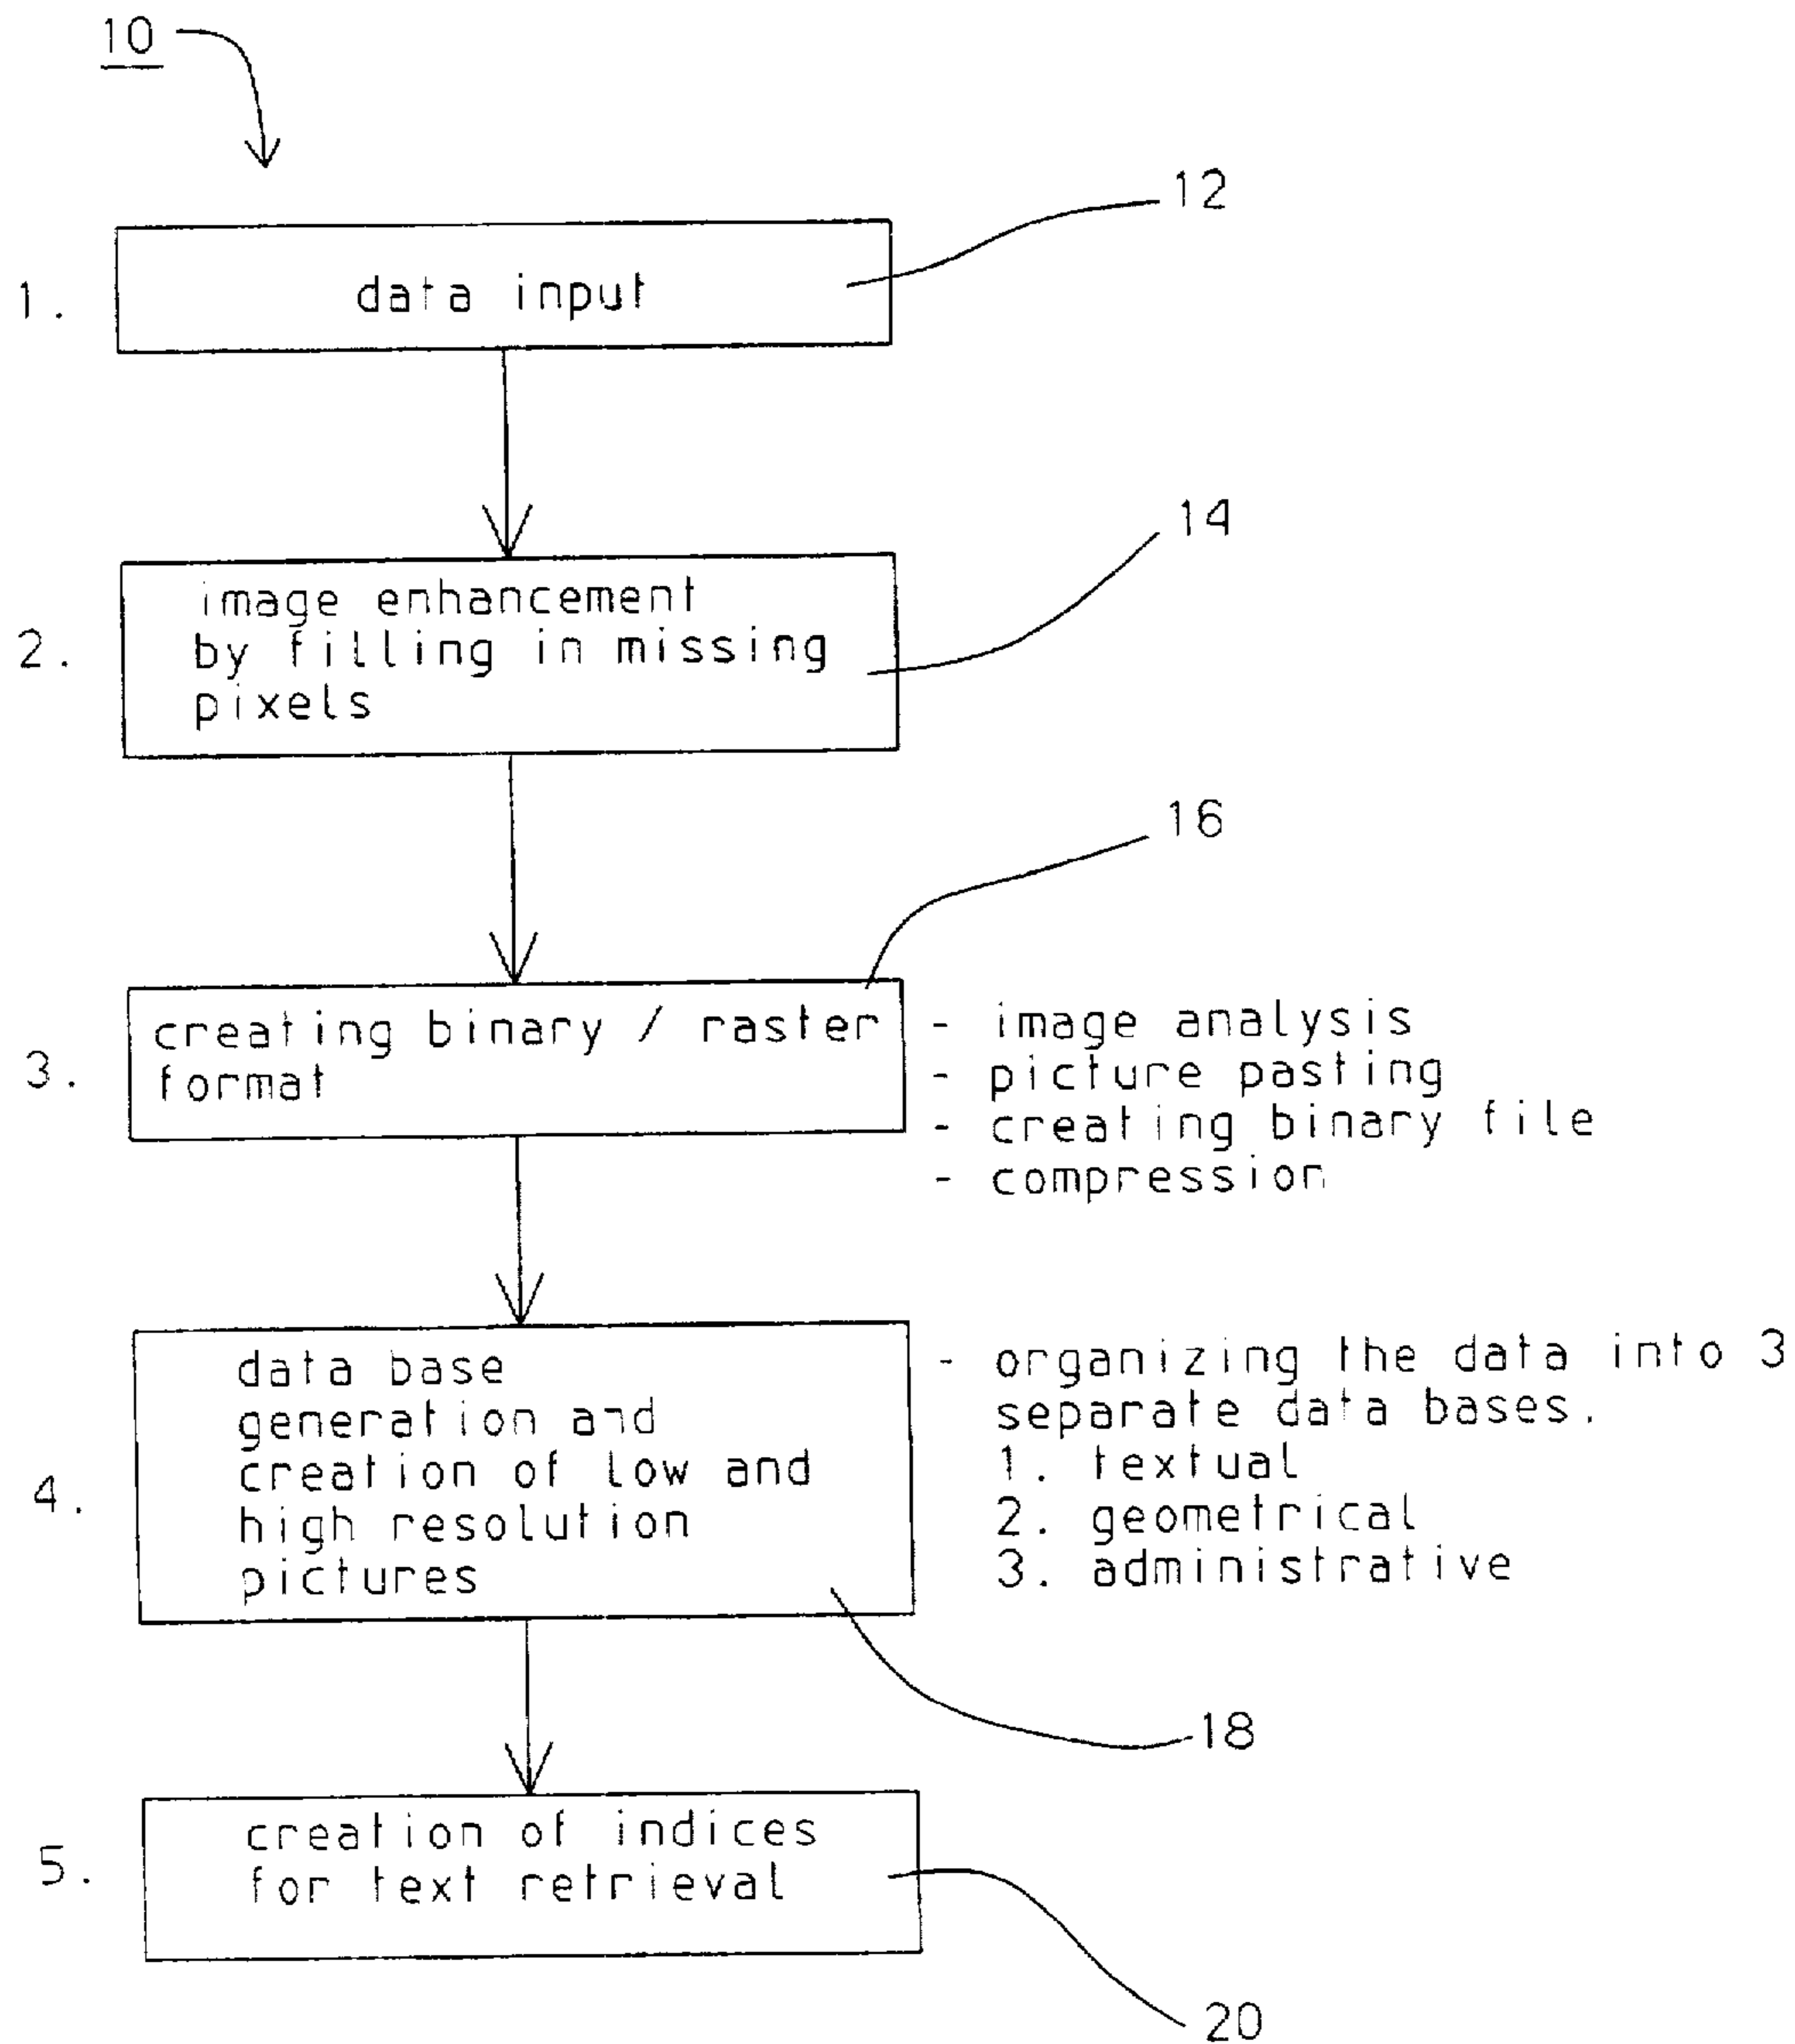 10
12
1. data input
14
2. image enhancement
by filling in missing
pixels
16
3. creating binary / raster
format
- image analysis
- picture pasting
- creating binary file
- compression
4. data base
generation and
creation of low and
high resolution
pictures
- organizing the data into 3
separate data bases.
1. textual
2. geometrical
3. administrative
18
5. creation of indices
for text retrieval
20